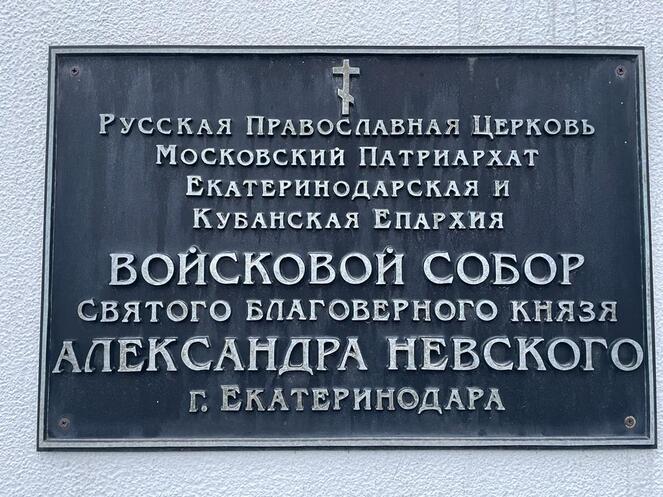 Русская Православная Церковь
Московский Патриархат
Екатеринодарская и
Кубанская Епархия
ВОЙСКОВОЙ СОБОР
СВЯТОГО БЛАГОВЕРНОГО КНЯЗЯ
АЛЕКСАНДРА НЕВСКОГО
г. Екатеринодара